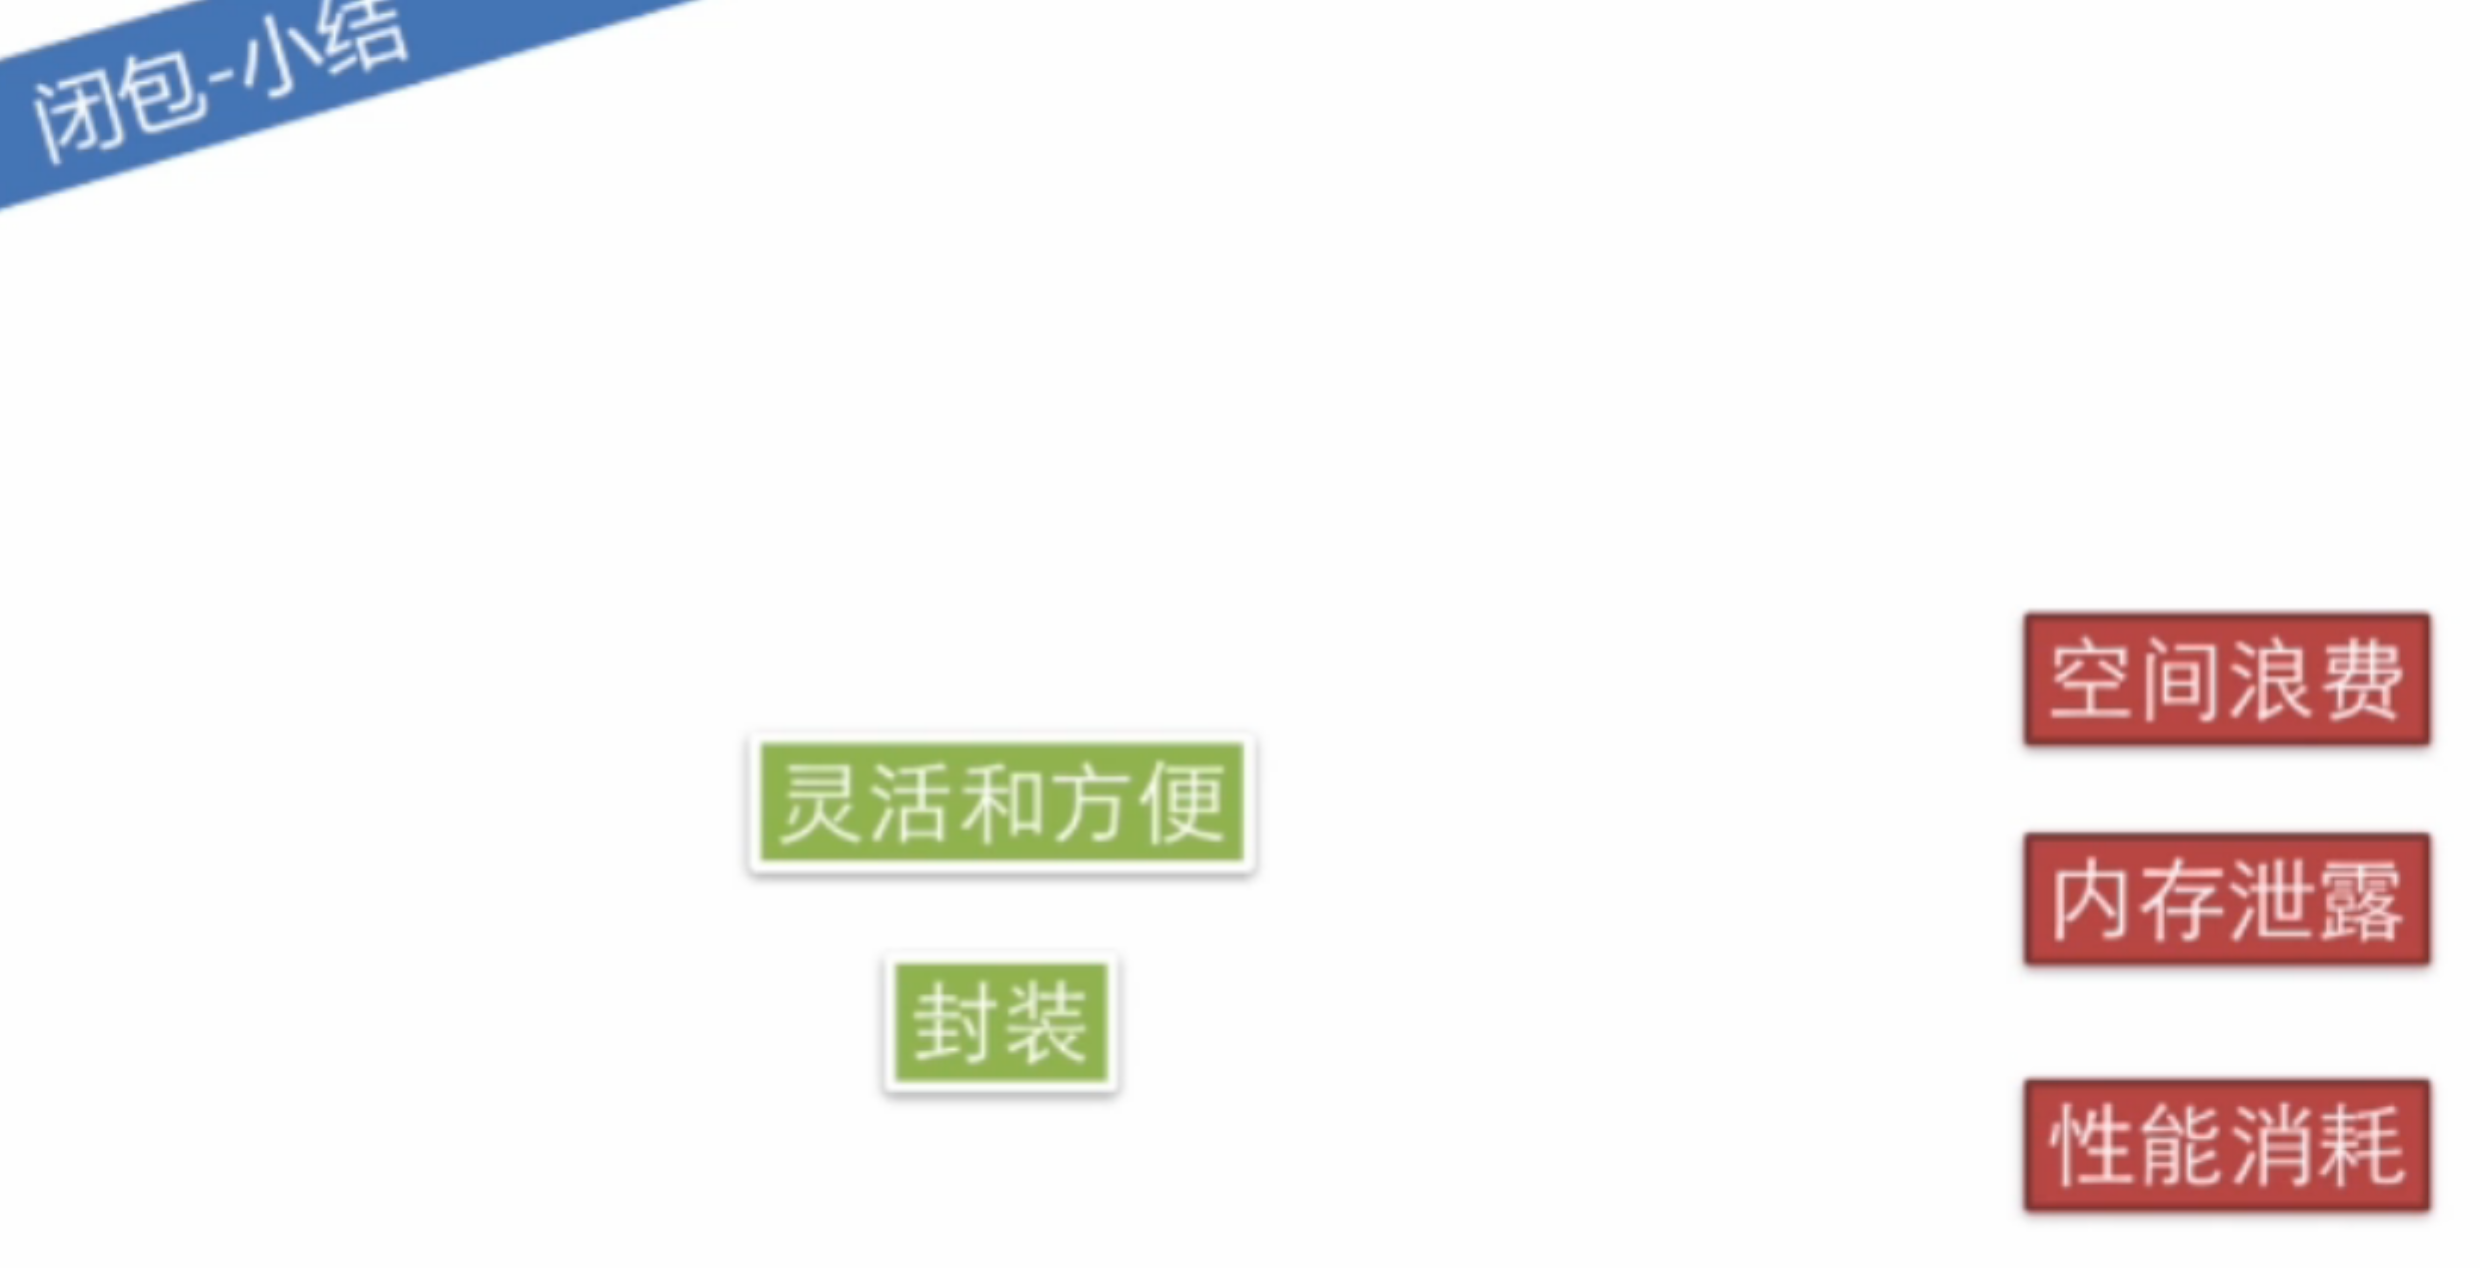 闭包-小结
灵活和方便
封装
空间浪费
内存泄露
性能消耗